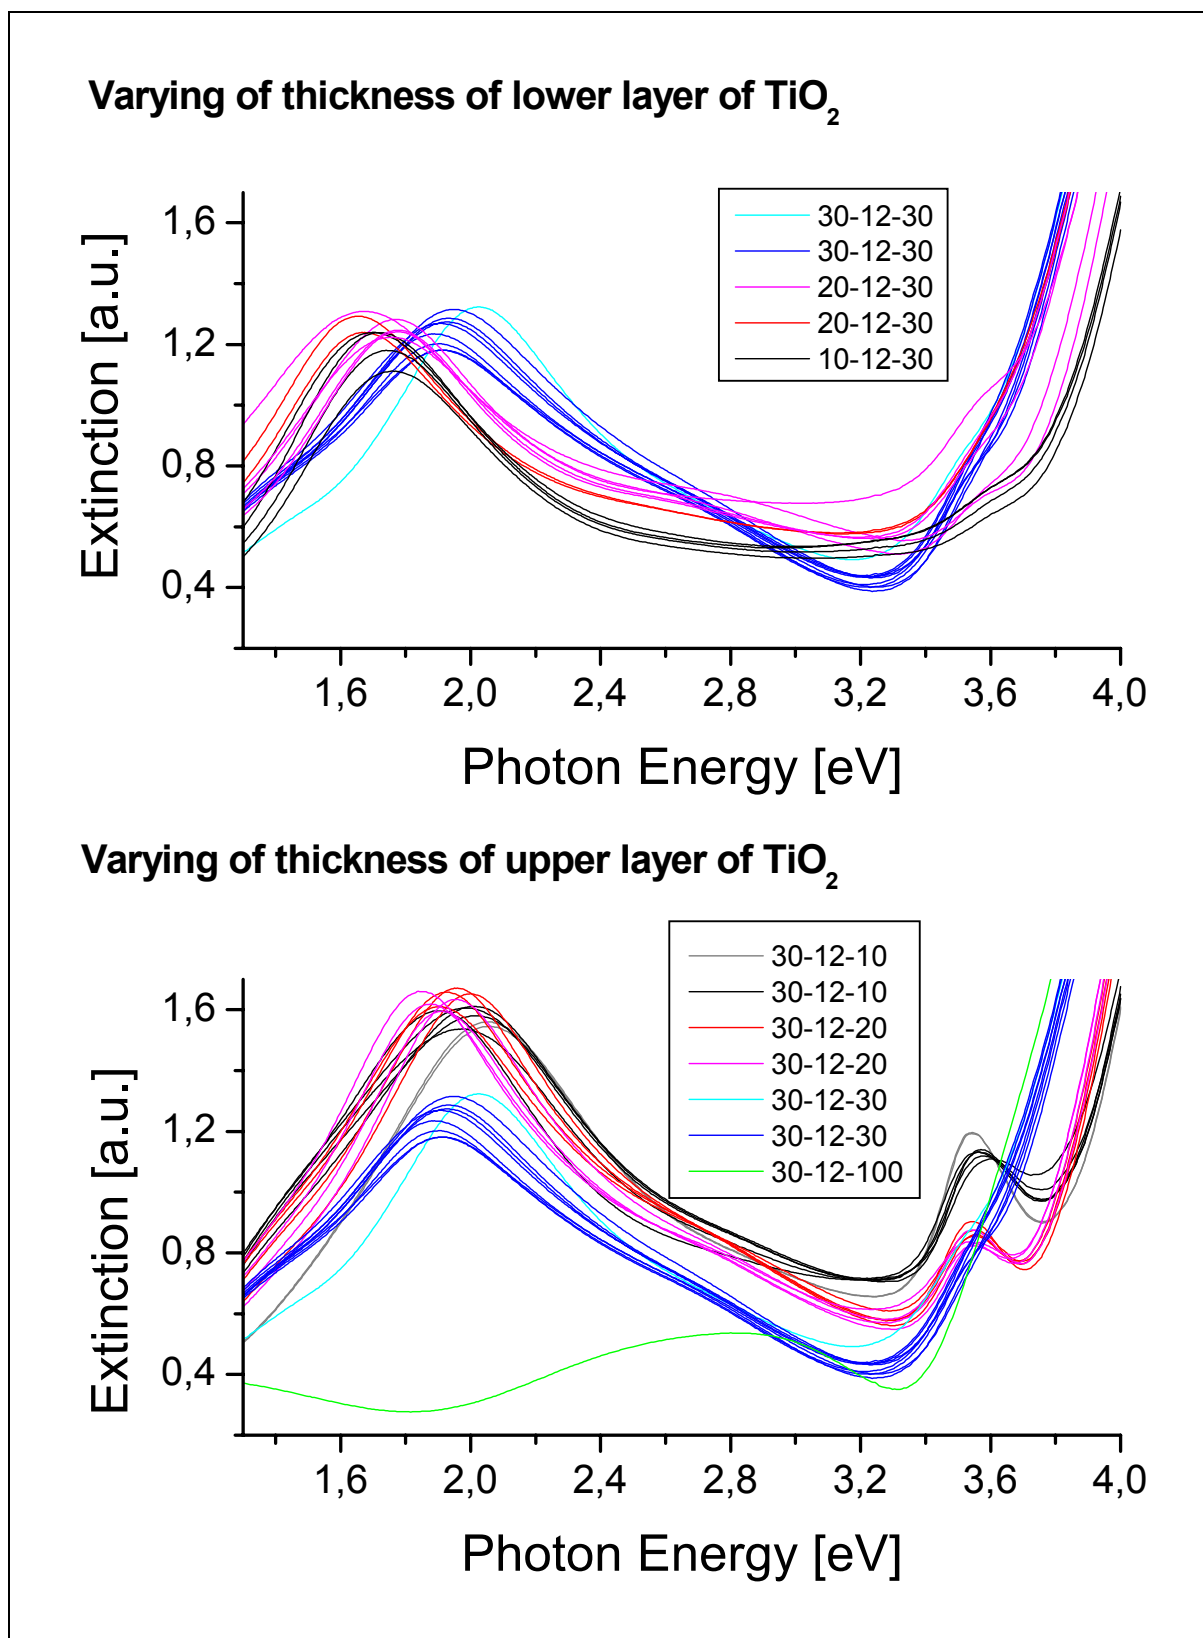 Varying of thickness of lower layer of TiO2
30-12-30
30-12-30
20-12-30
20-12-30
10-12-30
1,6
1,2
0,8
0,4
Extinction [a.u.]
1,6 2,0 2,4 2,8 3,2 3,6 4,0
Photon Energy [eV]
Varying of thickness of upper layer of TiO2
30-12-10
30-12-10
30-12-20
30-12-20
30-12-30
30-12-30
30-12-100
1,6
1,2
0,8
0,4
Extinction [a.u.]
1,6 2,0 2,4 2,8 3,2 3,6 4,0
Photon Energy [eV]